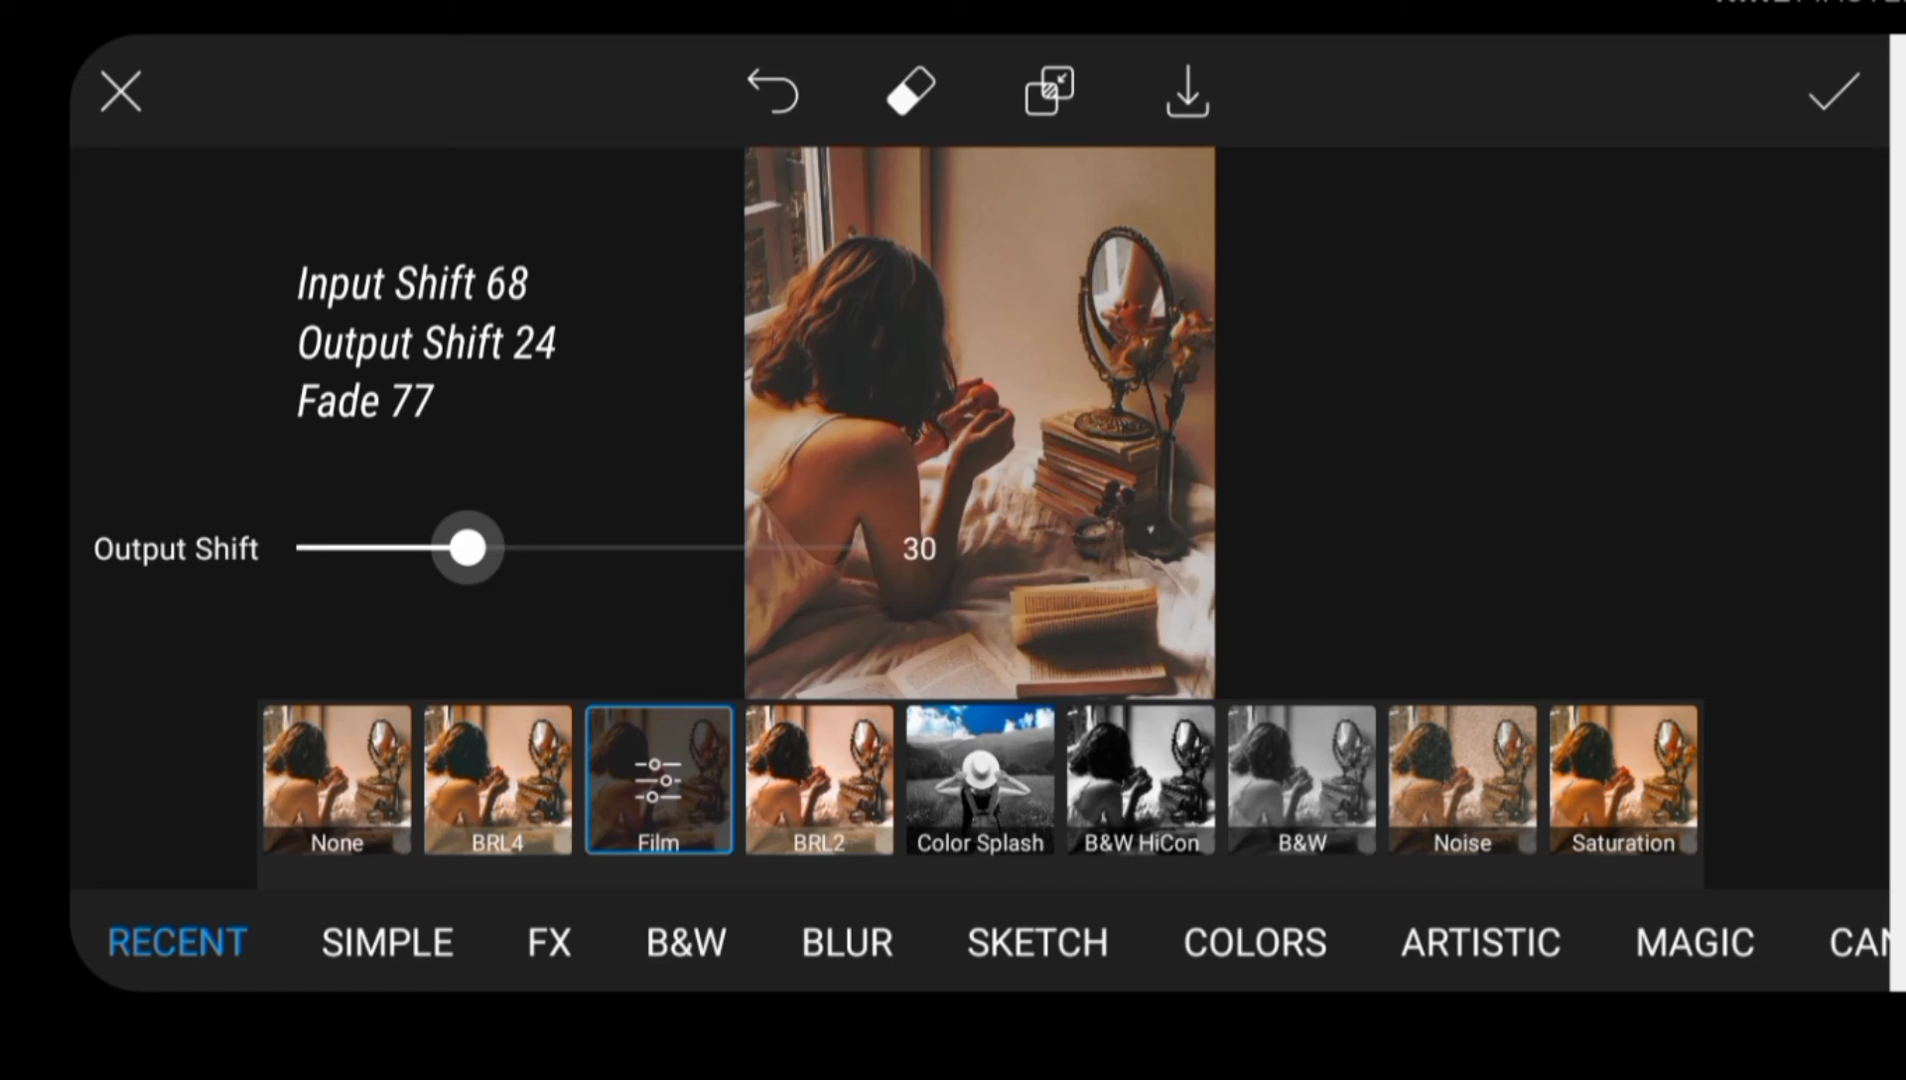 Input Shift 68
Output Shift 24
Fade 77
Output Shift 30
None BRL4 Film BRL2 Color Splash B&W HiCon B&W Noise Saturation
RECENT SIMPLE FX B&W BLUR SKETCH COLORS ARTISTIC MAGIC CAN